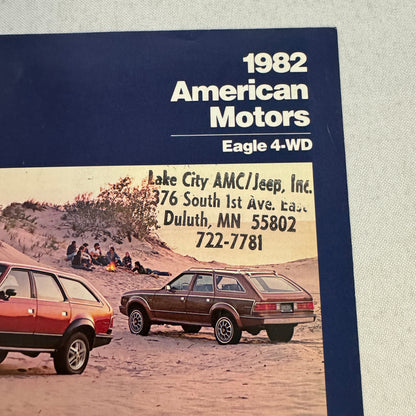 1982
American
Motors
Eagle 4-WD
Lake City AMC/Jeep, Inc.
376 South 1st Ave. East
Duluth, MN 55802
722-7781